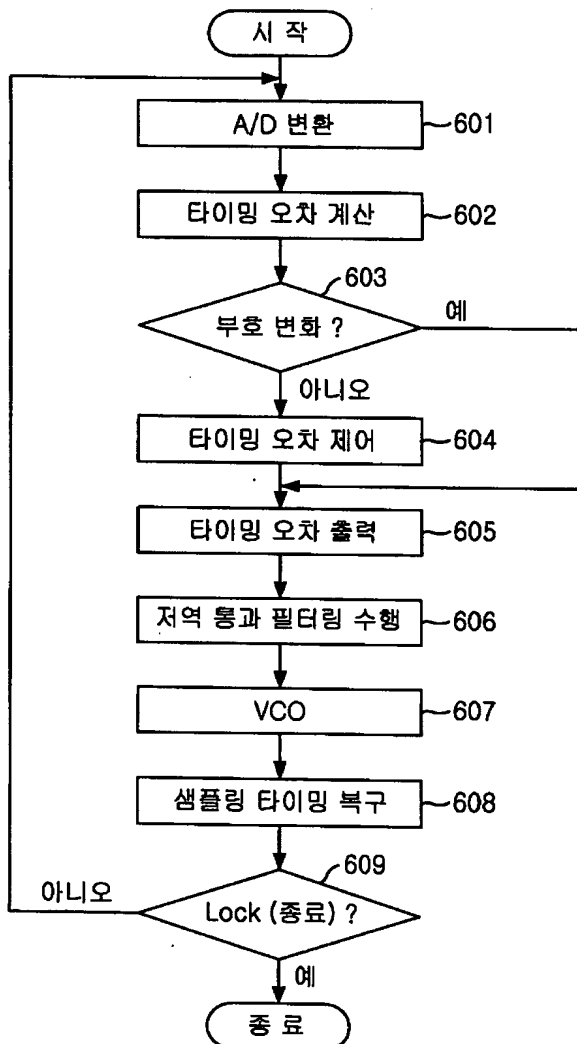 시 작
A/D 변환
601
타이밍 오차 계산
602
603
부호 변화 ?
예
아니오
타이밍 오차 제어
604
타이밍 오차 출력
605
저역 통과 필터링 수행
606
VCO
607
샘플링 타이밍 복구
608
609
아니오
Lock (종료) ?
예
종 료